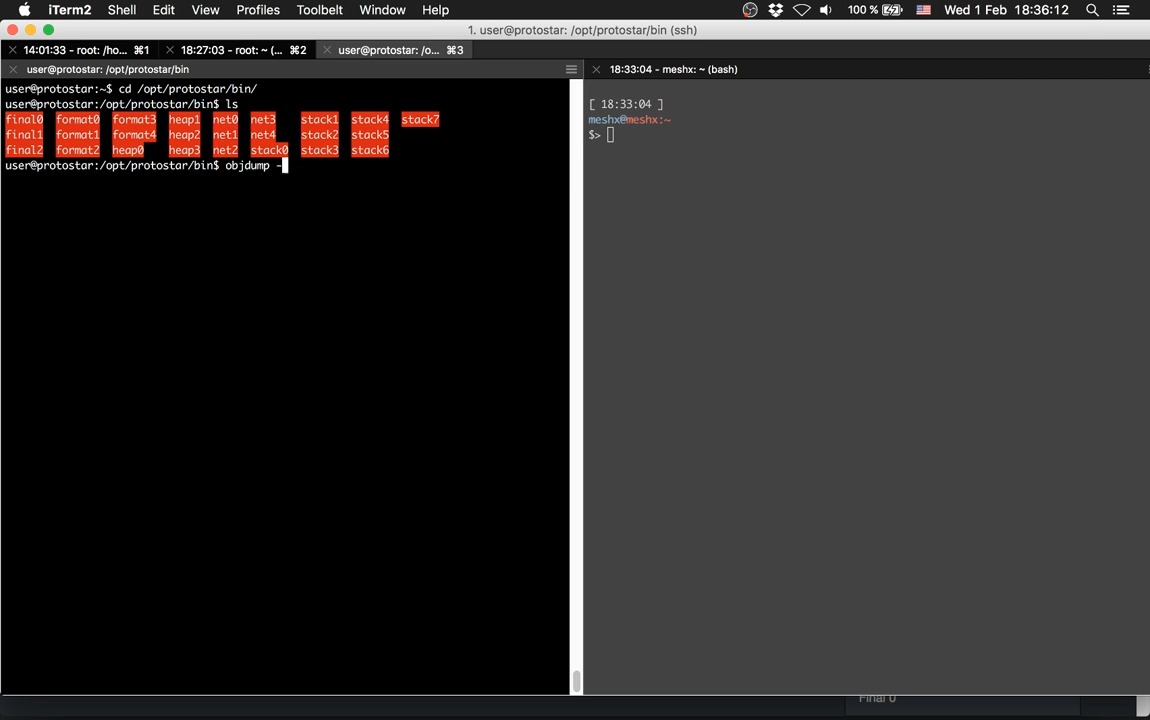 iTerm2 Shell Edit View Profiles Toolbelt Window Help 100 % Wed 1 Feb 18:36:12
1. user@protostar: /opt/protostar/bin (ssh)
14:01:33 - root: /ho... ⌘1 18:27:03 - root: ~ (... ⌘2 user@protostar: /o... ⌘3
user@protostar: /opt/protostar/bin
user@protostar:~$ cd /opt/protostar/bin/
user@protostar:/opt/protostar/bin$ ls
final0 format0 format3 heap1 net0 net3 stack1 stack4 stack7
final1 format1 format4 heap2 net1 net4 stack2 stack5
final2 format2 heap0 heap3 net2 stack0 stack3 stack6
user@protostar:/opt/protostar/bin$ objdump -
18:33:04 - meshx: ~ (bash)
[ 18:33:04 ]
meshx@meshx:~
$>
Final 0